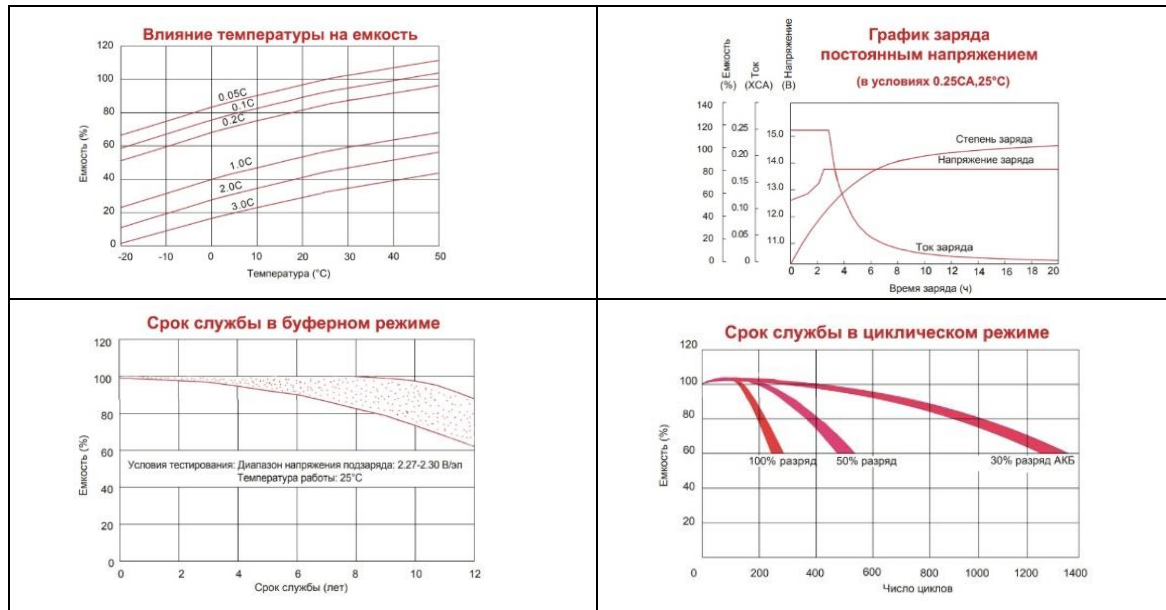 Влияние температуры на емкость
120
100
80
60
40
20
0
Емкость (%)
0.05C
0.1C
0.2C
1.0C
2.0C
3.0C
-20 -10 0 10 20 30 40 50
Температура (°C)
График заряда
постоянным напряжением
(в условиях 0.25CA,25°C)
(%) Емкость
(XCA) Ток
(В) Напряжение
140
120 0.25 15.0
100 0.20 14.0
80 0.15 13.0
60 0.10 12.0
40
20 0.05 11.0
0 0
Степень заряда
Напряжение заряда
Ток заряда
0 2 4 6 8 10 12 14 16 18 20
Время заряда (ч)
Срок службы в буферном режиме
120
100
80
60
40
20
0
Емкость (%)
Условия тестирования: Диапазон напряжения подзаряда: 2.27-2.30 В/эл
Температура работы: 25°C
0 2 4 6 8 10 12
Срок службы (лет)
Срок службы в циклическом режиме
120
100
80
60
40
20
Емкость (%)
100% разряд 50% разряд 30% разряд АКБ
0 200 400 600 800 1000 1200 1400
Число циклов